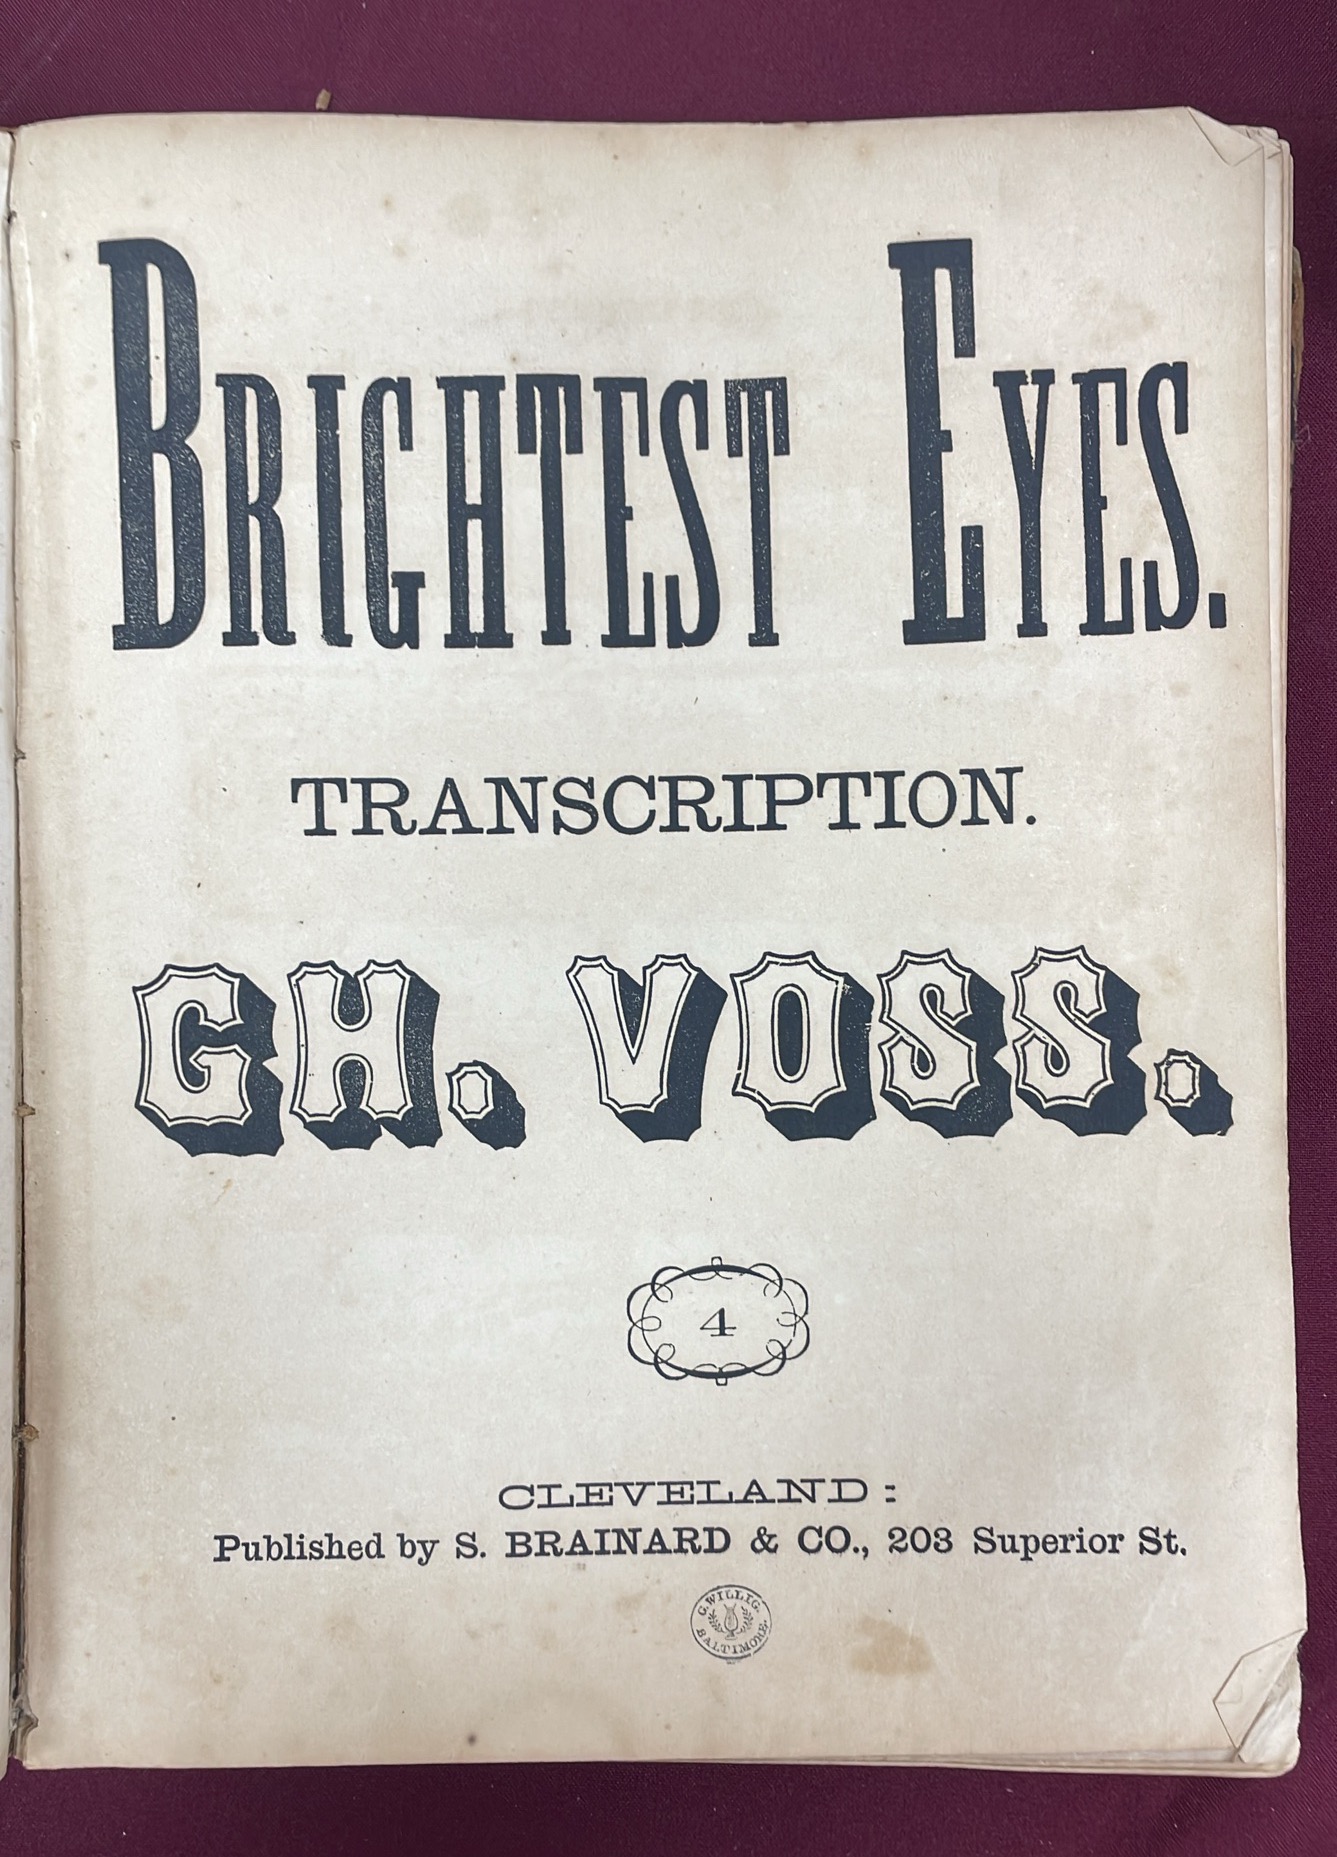 BRIGHTEST EYES.
TRANSCRIPTION.
CH. VOSS.
4
CLEVELAND:
Published by S. BRAINARD & CO., 203 Superior St.
G. WILLIG.
BALTIMORE.